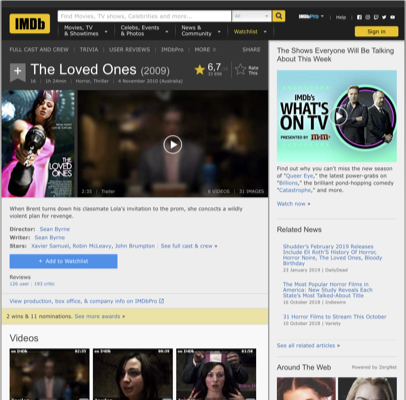 IMDb
Find Movies, TV shows, Celebrities and more...
All
IMDbPro
Help
Movies, TV & Showtimes
Celebs, Events & Photos
News & Community
Watchlist
Sign in
FULL CAST AND CREW | TRIVIA | USER REVIEWS | IMDbPro | MORE
SHARE
The Loved Ones (2009)
6,7
Rate This
16 | 1h 24min | Horror, Thriller | 4 November 2010 (Australia)
THE LOVED ONES
2:35 | Trailer
6 VIDEOS | 31 IMAGES
When Brent turns down his classmate Lola's invitation to the prom, she concocts a wildly
violent plan for revenge.
Director: Sean Byrne
Writer: Sean Byrne
Stars: Xavier Samuel, Robin McLeavy, John Brumpton | See full cast & crew »
+ Add to Watchlist
Reviews
126 user | 193 critic
View production, box office, & company info on IMDbPro
2 wins & 11 nominations. See more awards »
Videos
The Shows Everyone Will Be Talking
About This Week
IMDb's
WHAT'S
ON TV
PRESENTED BY m&m's
Find out why you can't miss the new season
of "Queer Eye," the latest power-grabs on
"Billions," the brilliant pond-hopping comedy
"Catastrophe," and more.
Watch now »
Related News
Shudder's February 2019 Releases
Include Eli Roth'S History Of Horror,
Horror Noire, The Loved Ones, Bloody
Birthday
23 January 2019 | DailyDead
The Most Popular Horror Films in
America: New Study Reveals Each
State's Most Talked-About Title
16 October 2018 | Indiewire
31 Horror Films to Stream This October
10 October 2018 | Variety
See all related articles »
Around The Web
Powered by ZergNet